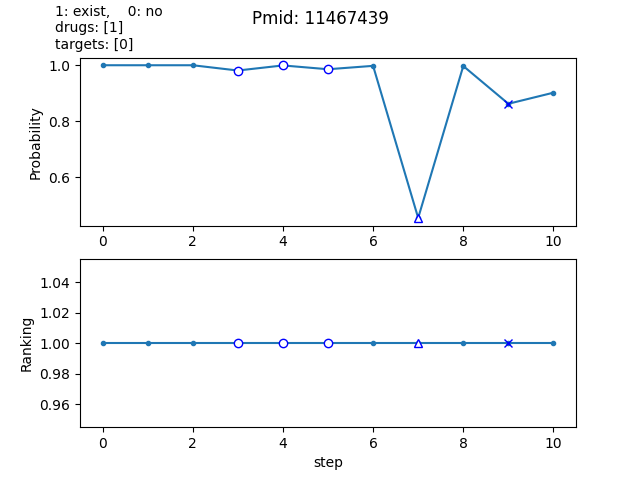 1: exist,    0: no
Pmid: 11467439
drugs: [1]
targets: [0]
1.0
0.8
0.6
Probability
0 2 4 6 8 10
1.04
1.02
1.00
0.98
0.96
Ranking
0 2 4 6 8 10
step